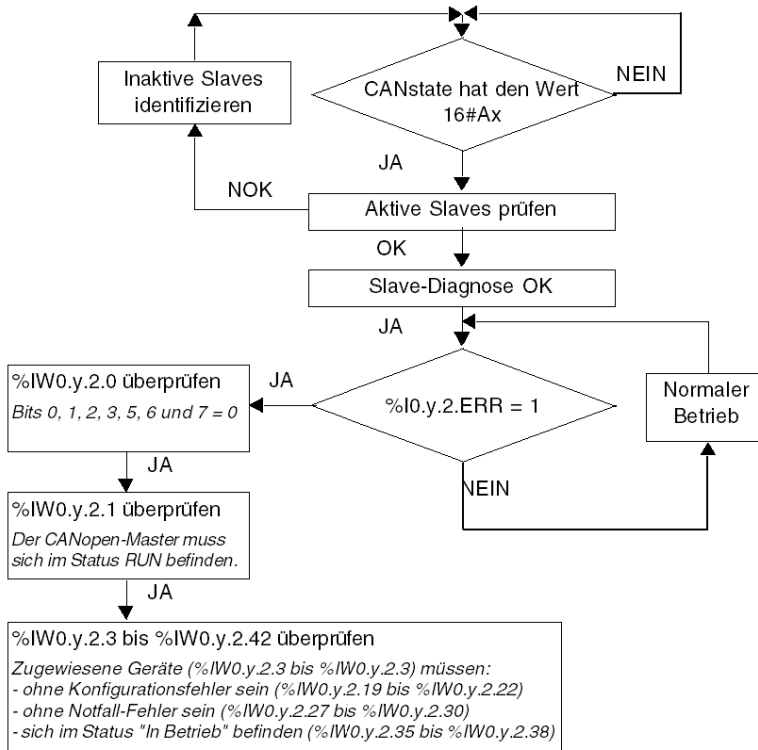 Inaktive Slaves
identifizieren
CANstate hat den Wert
16#Ax
NEIN
JA
NOK
Aktive Slaves prüfen
OK
Slave-Diagnose OK
JA
%IW0.y.2.0 überprüfen
Bits 0, 1, 2, 3, 5, 6 und 7 = 0
JA
%I0.y.2.ERR = 1
Normaler
Betrieb
JA
NEIN
%IW0.y.2.1 überprüfen
Der CANopen-Master muss
sich im Status RUN befinden.
JA
%IW0.y.2.3 bis %IW0.y.2.42 überprüfen
Zugewiesene Geräte (%IW0.y.2.3 bis %IW0.y.2.3) müssen:
- ohne Konfigurationsfehler sein (%IW0.y.2.19 bis %IW0.y.2.22)
- ohne Notfall-Fehler sein (%IW0.y.2.27 bis %IW0.y.2.30)
- sich im Status "In Betrieb" befinden (%IW0.y.2.35 bis %IW0.y.2.38)